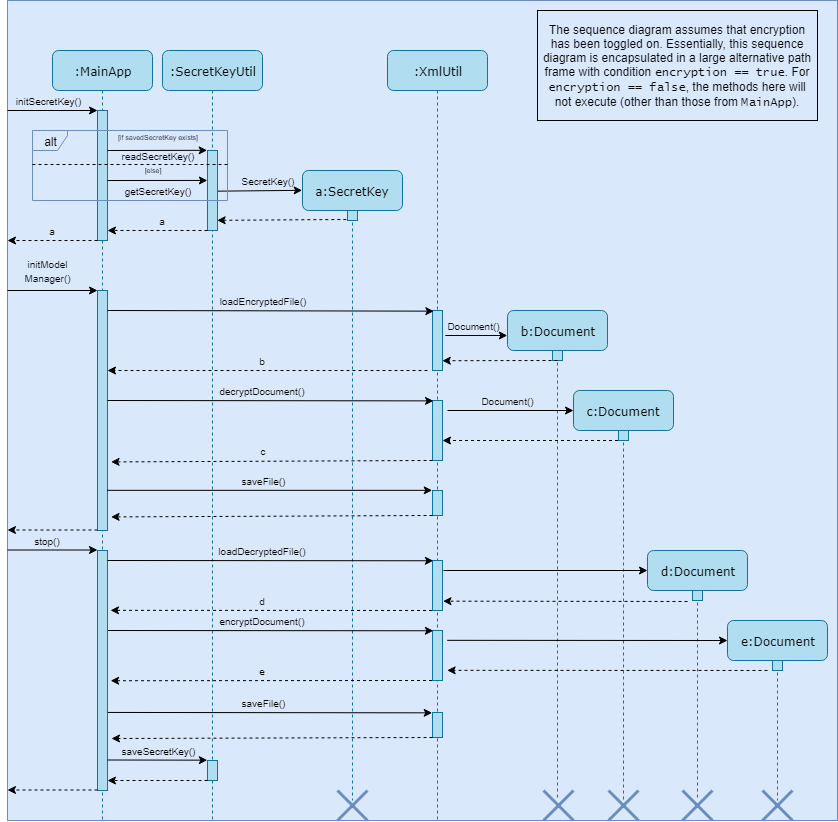 The sequence diagram assumes that encryption
has been toggled on. Essentially, this sequence
diagram is encapsulated in a large alternative path
frame with condition encryption == true. For
encryption == false, the methods here will
not execute (other than those from MainApp).
:MainApp
:SecretKeyUtil
:XmlUtil
initSecretKey()
alt
[if savedSecretKey exists]
readSecretKey()
[else]
getSecretKey()
SecretKey()
a:SecretKey
a
a
initModel
Manager()
loadEncryptedFile()
Document()
b:Document
b
decryptDocument()
Document()
c:Document
c
saveFile()
stop()
loadDecryptedFile()
d:Document
d
encryptDocument()
e:Document
e
saveFile()
saveSecretKey()